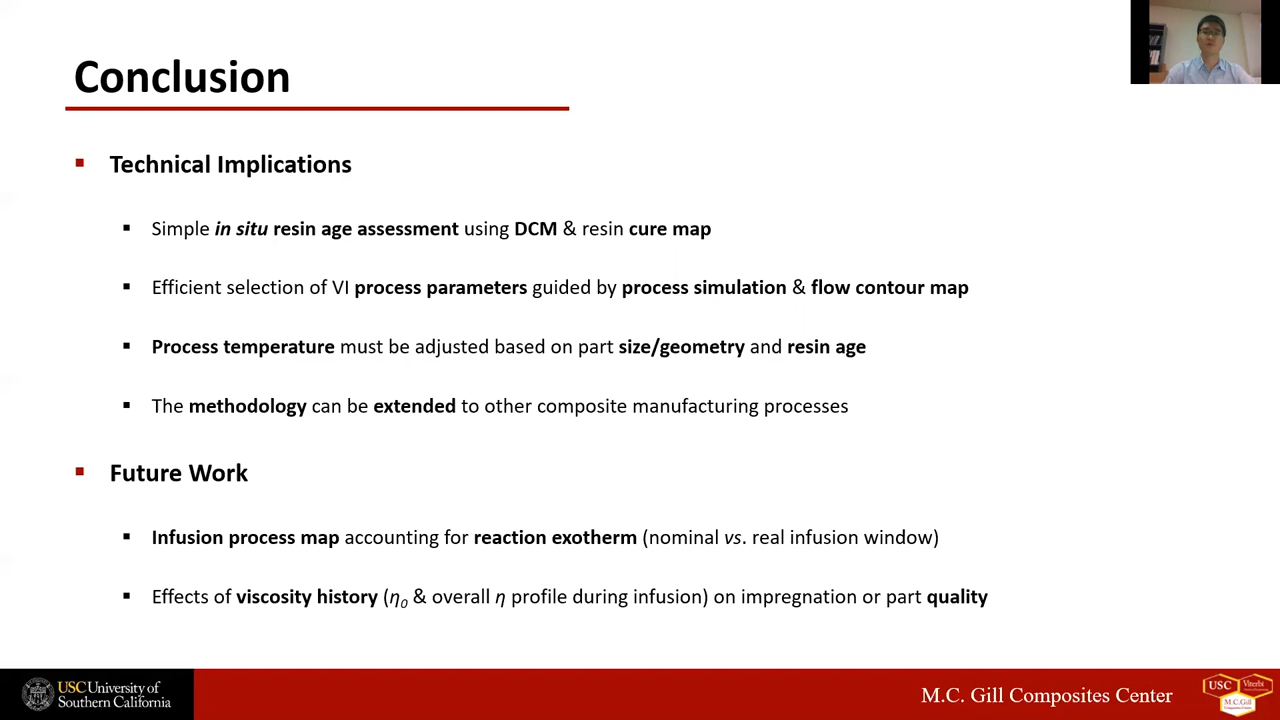 Conclusion
Technical Implications
Simple in situ resin age assessment using DCM & resin cure map
Efficient selection of VI process parameters guided by process simulation & flow contour map
Process temperature must be adjusted based on part size/geometry and resin age
The methodology can be extended to other composite manufacturing processes
Future Work
Infusion process map accounting for reaction exotherm (nominal vs. real infusion window)
Effects of viscosity history (η0 & overall η profile during infusion) on impregnation or part quality
USC University of
Southern California
M.C. Gill Composites Center
USC
Viterbi
M.C.Gill